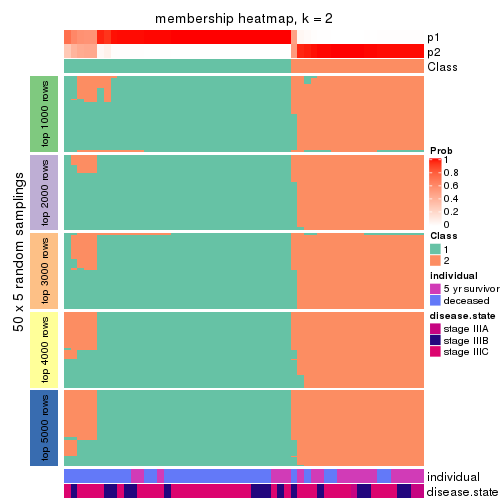 membership heatmap, k = 2
p1
p2
Class
50 x 5 random samplings
top 1000 rows
top 2000 rows
top 3000 rows
top 4000 rows
top 5000 rows
individual
disease.state
Prob
1
0.8
0.6
0.4
0.2
0
Class
1
2
individual
5 yr survivor
deceased
disease.state
stage IIIA
stage IIIB
stage IIIC